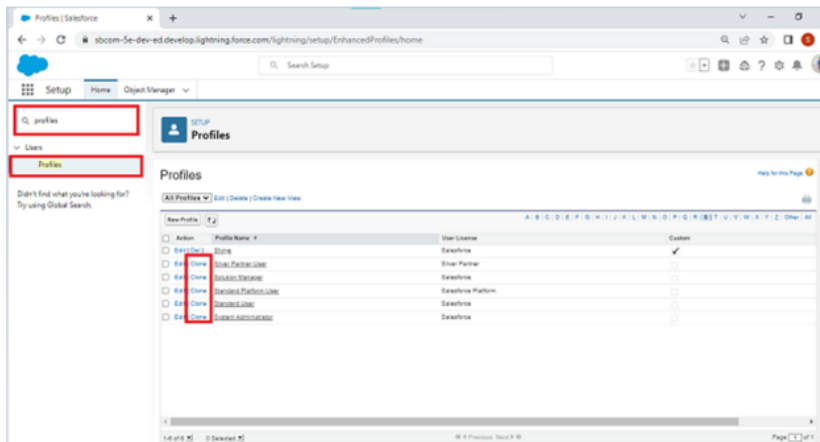 Profiles | Salesforce
sbcom-5e-dev-ed.develop.lightning.force.com/lightning/setup/EnhancedProfiles/home
Search Setup
Setup Home Object Manager
profiles
Users
Profiles
Didn't find what you're looking for?
Try using Global Search.
SETUP
Profiles
Profiles
Help for this Page
All Profiles Edit | Delete | Create New View
New Profile
A | B | C | D | E | F | G | H | I | J | K | L | M | N | O | P | Q | R | S | T | U | V | W | X | Y | Z | Other | All
Action Profile Name User License Custom
Edit | Del | ... Salesforce
Edit | Clone Silver Partner User Silver Partner
Edit | Clone Solution Manager Salesforce
Edit | Clone Standard Platform User Salesforce Platform
Edit | Clone Standard User Salesforce
Edit | Clone System Administrator Salesforce
1-6 of 6 0 Selected Previous Next Page 1 of 1